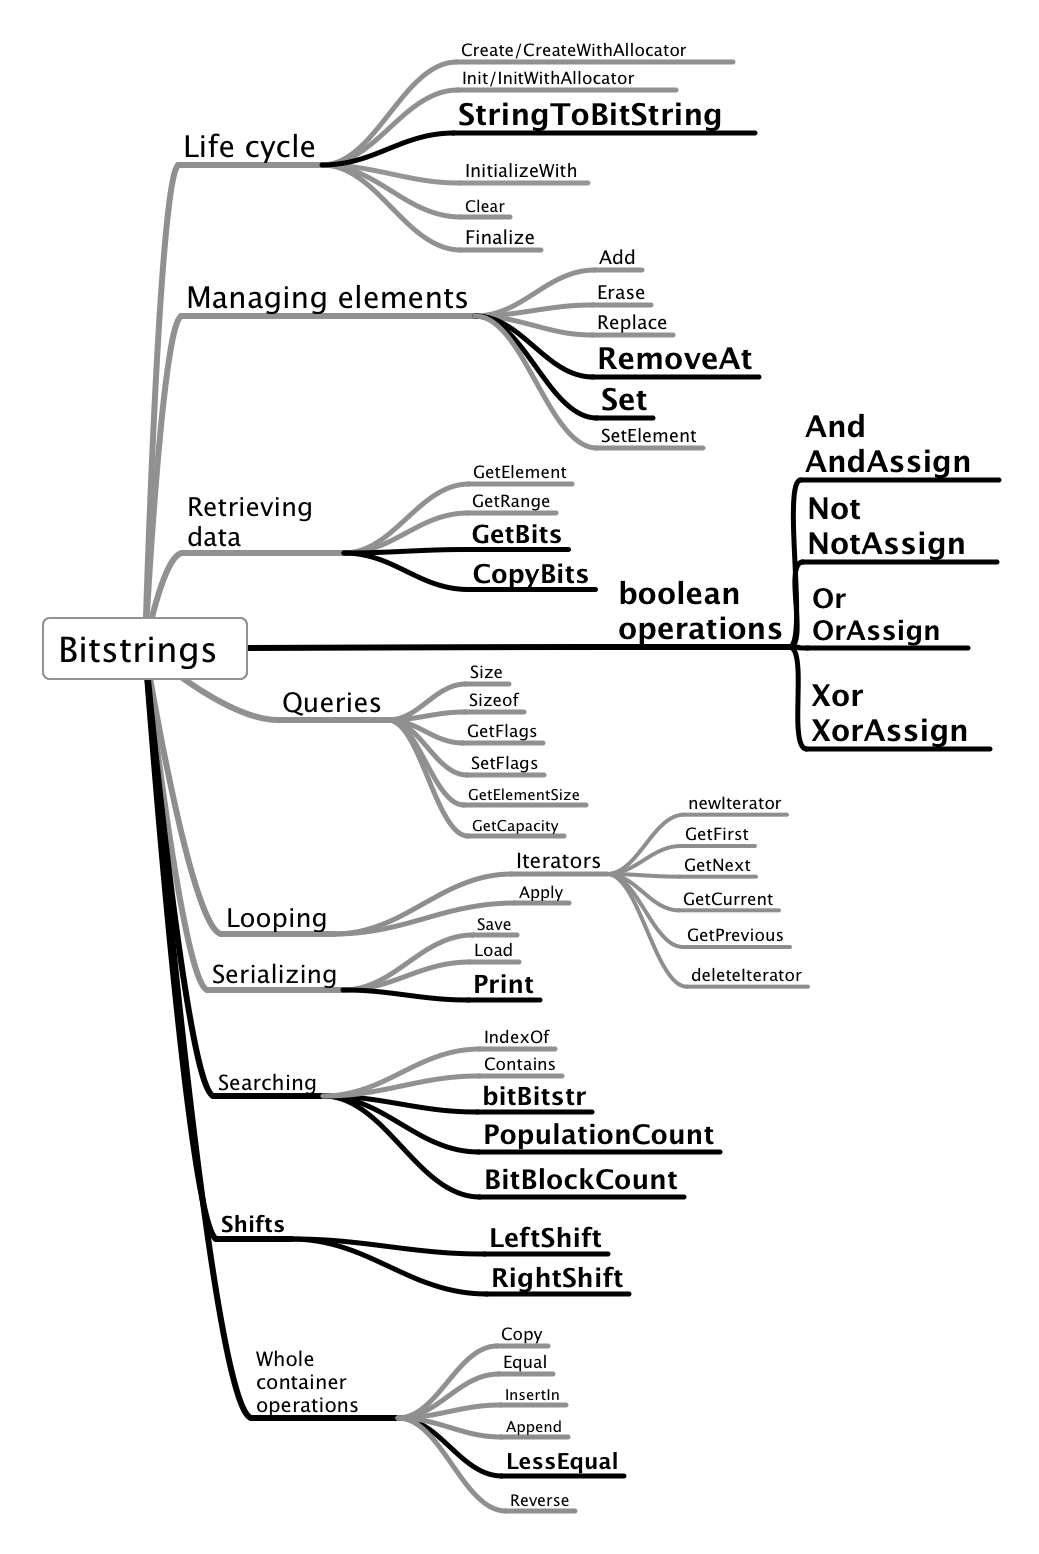 Create/CreateWithAllocator
Init/InitWithAllocator
StringToBitString
Life cycle
InitializeWith
Clear
Finalize
Add
Managing elements
Erase
Replace
RemoveAt
Set
SetElement
And
AndAssign
GetElement
Retrieving
data
GetRange
GetBits
CopyBits
Not
NotAssign
boolean
operations
Or
OrAssign
Bitstrings
Xor
XorAssign
Queries
Size
Sizeof
GetFlags
SetFlags
GetElementSize
GetCapacity
Looping
Iterators
newIterator
GetFirst
GetNext
GetCurrent
GetPrevious
deleteIterator
Apply
Serializing
Save
Load
Print
Searching
IndexOf
Contains
bitBitstr
PopulationCount
BitBlockCount
Shifts
LeftShift
RightShift
Whole
container
operations
Copy
Equal
InsertIn
Append
LessEqual
Reverse